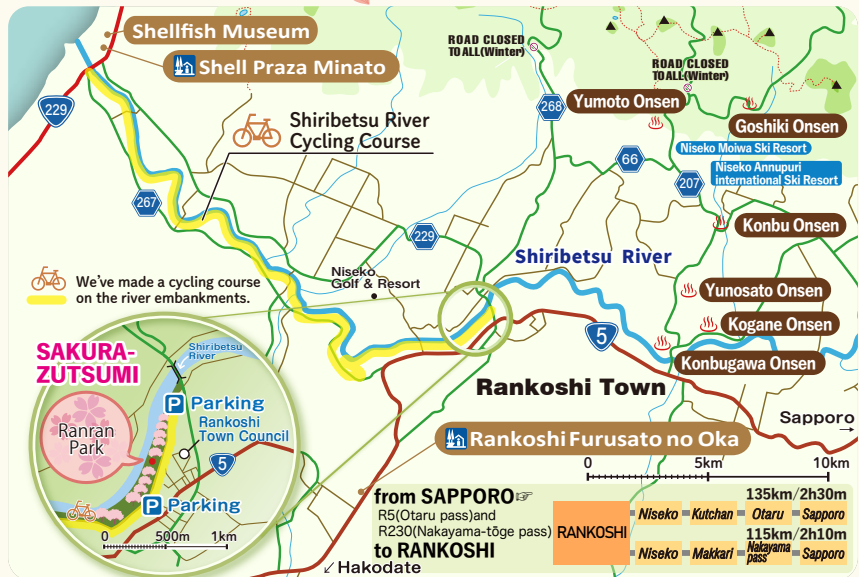 Shellfish Museum
Shell Praza Minato
229
ROAD CLOSED
TO ALL(Winter)
ROAD CLOSED
TO ALL(Winter)
268
Yumoto Onsen
Goshiki Onsen
Niseko Moiwa Ski Resort
66
207
Niseko Annupuri
international Ski Resort
Shiribetsu River
Cycling Course
267
229
Konbu Onsen
Shiribetsu River
We've made a cycling course
on the river embankments.
Niseko
Golf & Resort
Yunosato Onsen
Kogane Onsen
5
Konbugawa Onsen
Rankoshi Town
SAKURA-
ZUTSUMI
Shiribetsu
River
P Parking
Ranran
Park
Rankoshi
Town Council
5
P Parking
0 500m 1km
Sapporo
→
Rankoshi Furusato no Oka
0 5km 10km
from SAPPORO☞
R5(Otaru pass)and
R230(Nakayama-tōge pass)
to RANKOSHI
RANKOSHI
135km/2h30m
Niseko Kutchan Otaru Sapporo
115km/2h10m
Niseko Makkari Nakayama pass Sapporo
↙ Hakodate